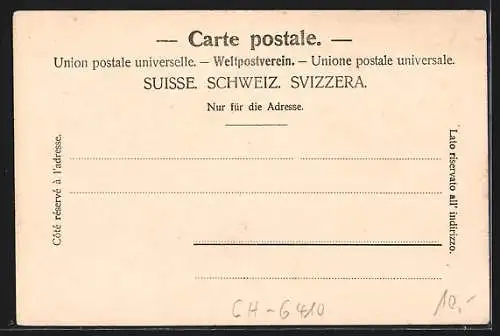 — Carte postale. —
Union postale universelle. — Weltpostverein. — Unione postale universale.
SUISSE. SCHWEIZ. SVIZZERA.
Nur für die Adresse.
Côté réservé à l'adresse.
Lato riservato all' indirizzo.
CH-6410
10,-